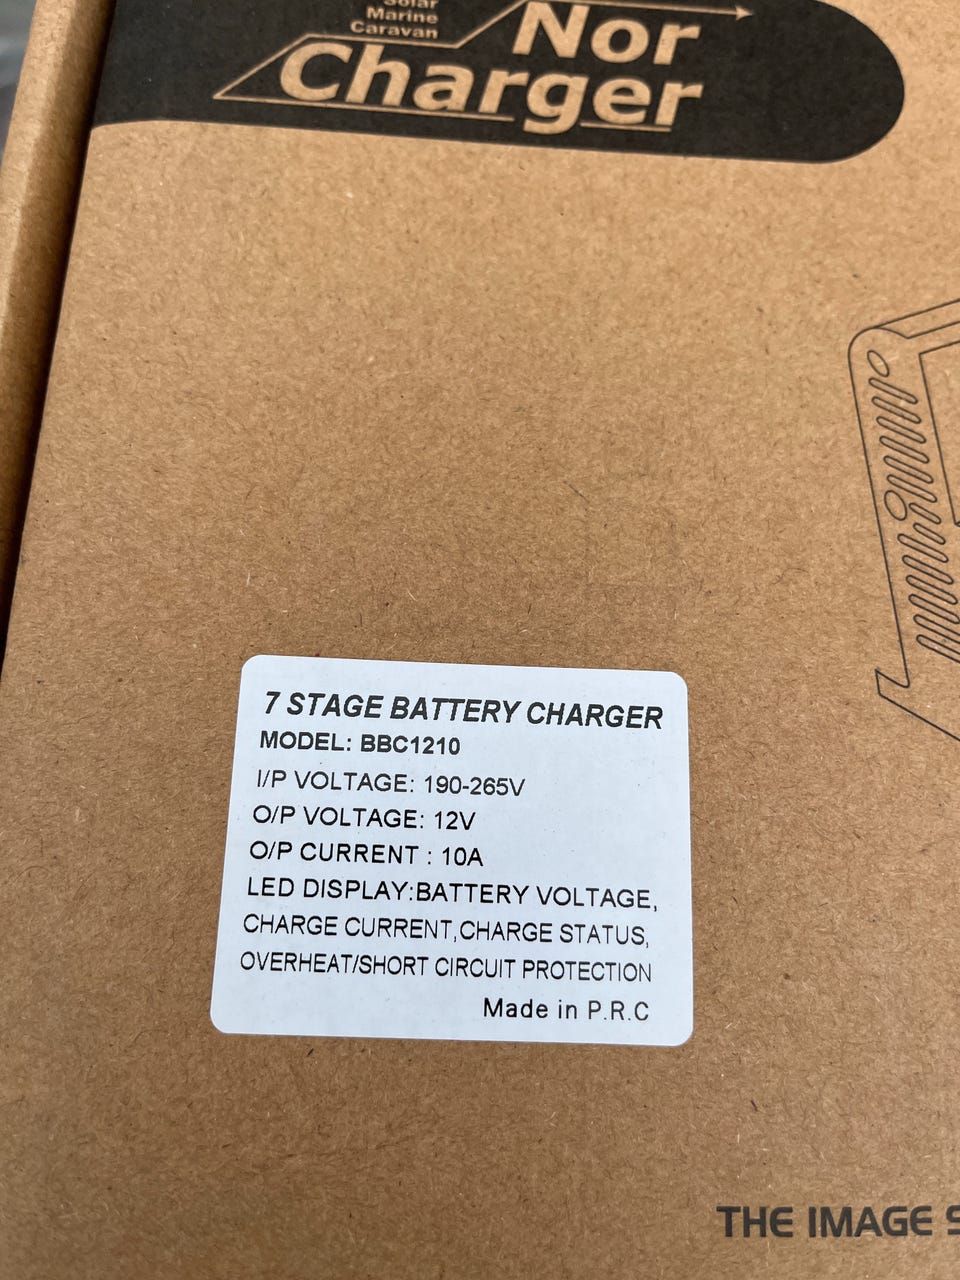 Solar
Marine
Caravan
Nor
Charger
7 STAGE BATTERY CHARGER
MODEL: BBC1210
I/P VOLTAGE: 190-265V
O/P VOLTAGE: 12V
O/P CURRENT : 10A
LED DISPLAY:BATTERY VOLTAGE,
CHARGE CURRENT,CHARGE STATUS,
OVERHEAT/SHORT CIRCUIT PROTECTION
Made in P.R.C
THE IMAGE